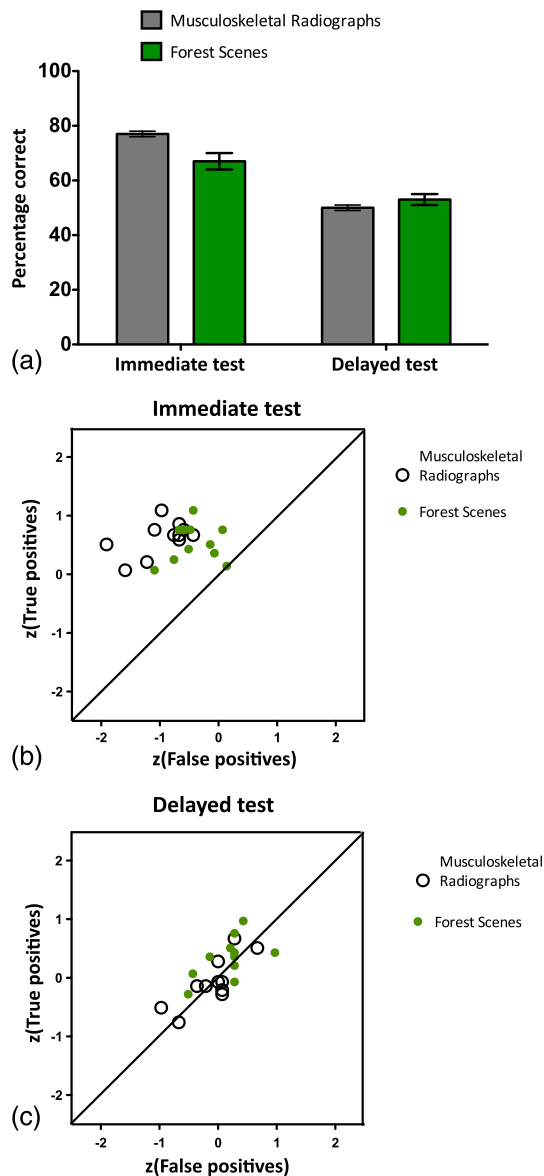 Musculoskeletal Radiographs
Forest Scenes
Percentage correct
100
80
60
40
20
0
Immediate test
Delayed test
(a)
Immediate test
z(True positives)
2
1
0
-1
-2
-2 -1 0 1 2
z(False positives)
Musculoskeletal
Radiographs
Forest Scenes
(b)
Delayed test
z(True positives)
2
1
0
-1
-2
-2 -1 0 1 2
z(False positives)
Musculoskeletal
Radiographs
Forest Scenes
(c)